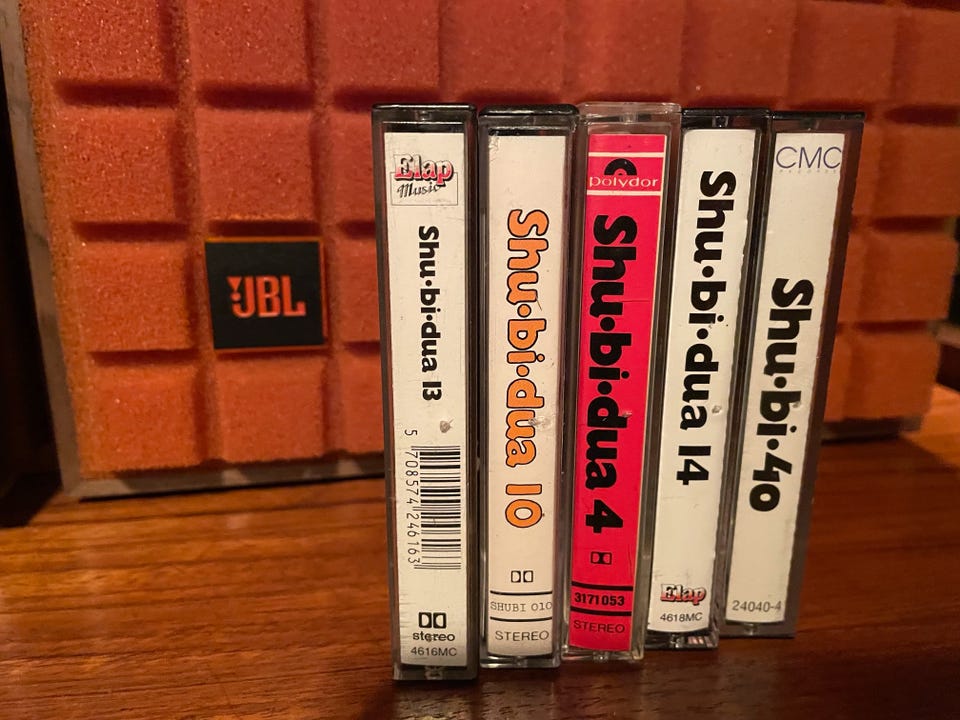 JBL
Elap
Music
Shu•bi•dua 13
5 708574 246163
stereo
4616MC
Shu•bi•dua 10
SHUBI 010
STEREO
polydor
Shu•bi•dua 4
3171053
STEREO
Shu•bi•dua 14
Elap
4618MC
CMC
RECORDS
Shu•bi•40
24040-4